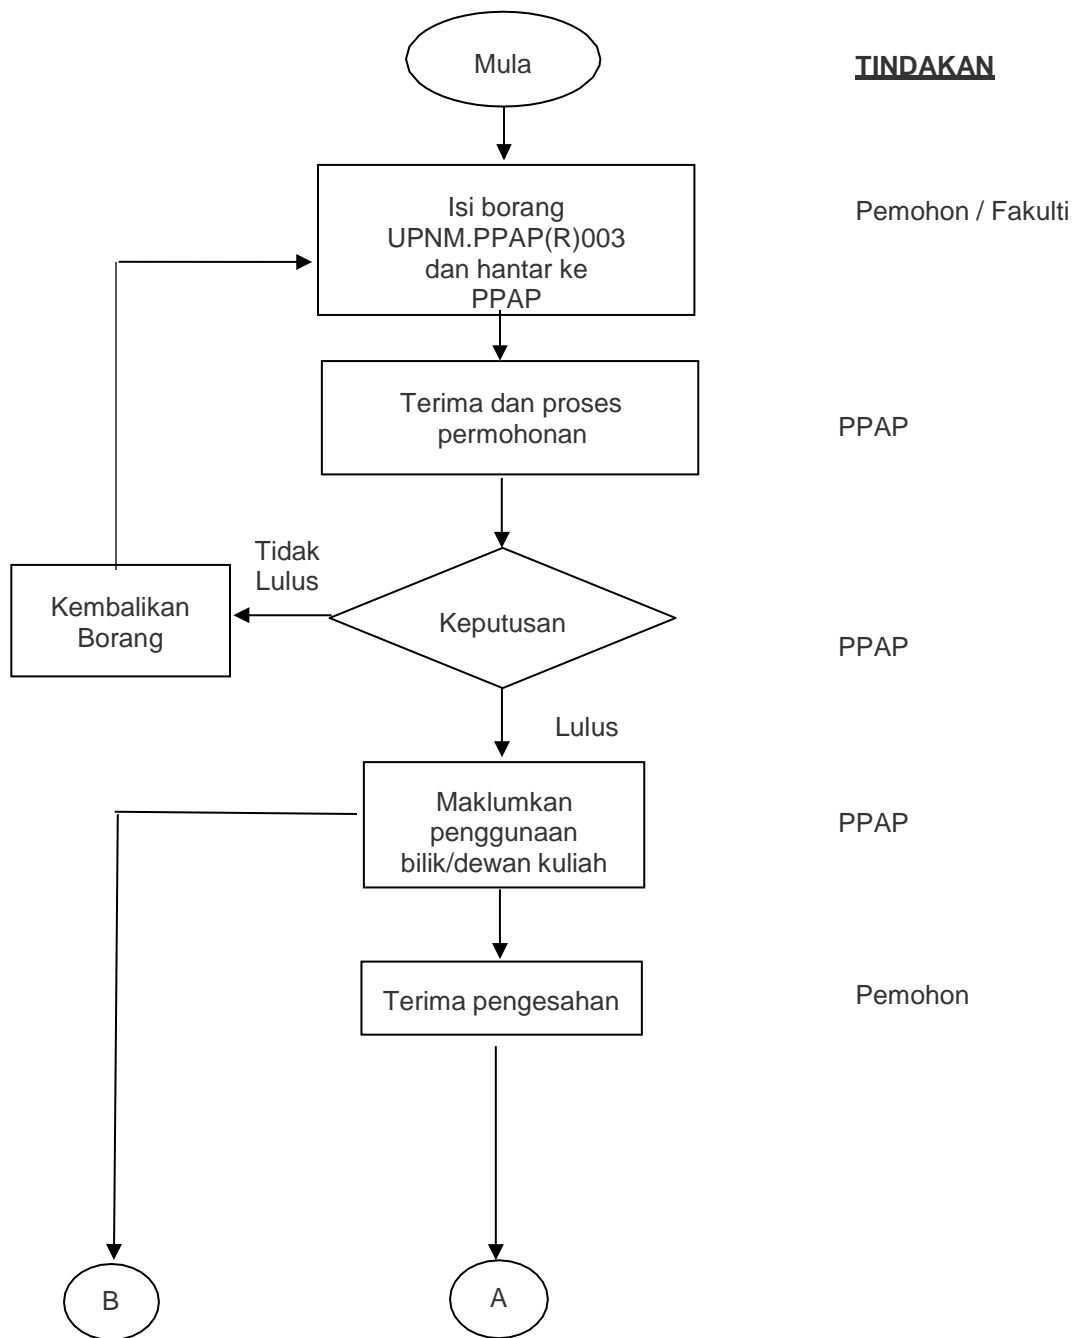 Mula
TINDAKAN
Isi borang
UPNM.PPAP(R)003
dan hantar ke
PPAP
Pemohon / Fakulti
Terima dan proses
permohonan
PPAP
Tidak
Lulus
Kembalikan
Borang
Keputusan
PPAP
Lulus
Maklumkan
penggunaan
bilik/dewan kuliah
PPAP
Terima pengesahan
Pemohon
B
A